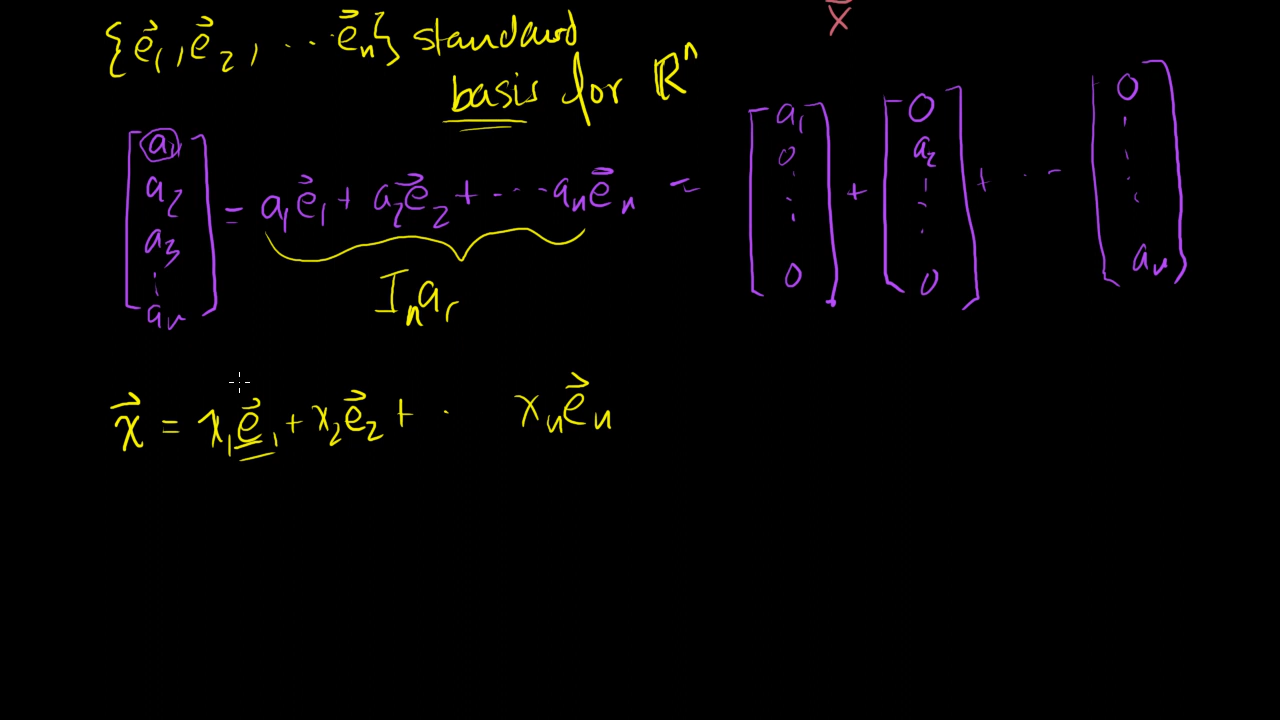 x⃗
{e⃗₁, e⃗₂, ⋯ e⃗ₙ} standard
basis for ℝⁿ
[a₁ a₂ a₃ ⋮ aₙ] = a₁e⃗₁ + a₂e⃗₂ + ⋯ aₙe⃗ₙ = [a₁ 0 ⋮ 0] + [0 a₂ ⋮ 0] + ⋯ [0 ⋮ aₙ]
Iₙaᵣ
x⃗ = x₁e⃗₁ + x₂e⃗₂ + ⋯ xₙe⃗ₙ